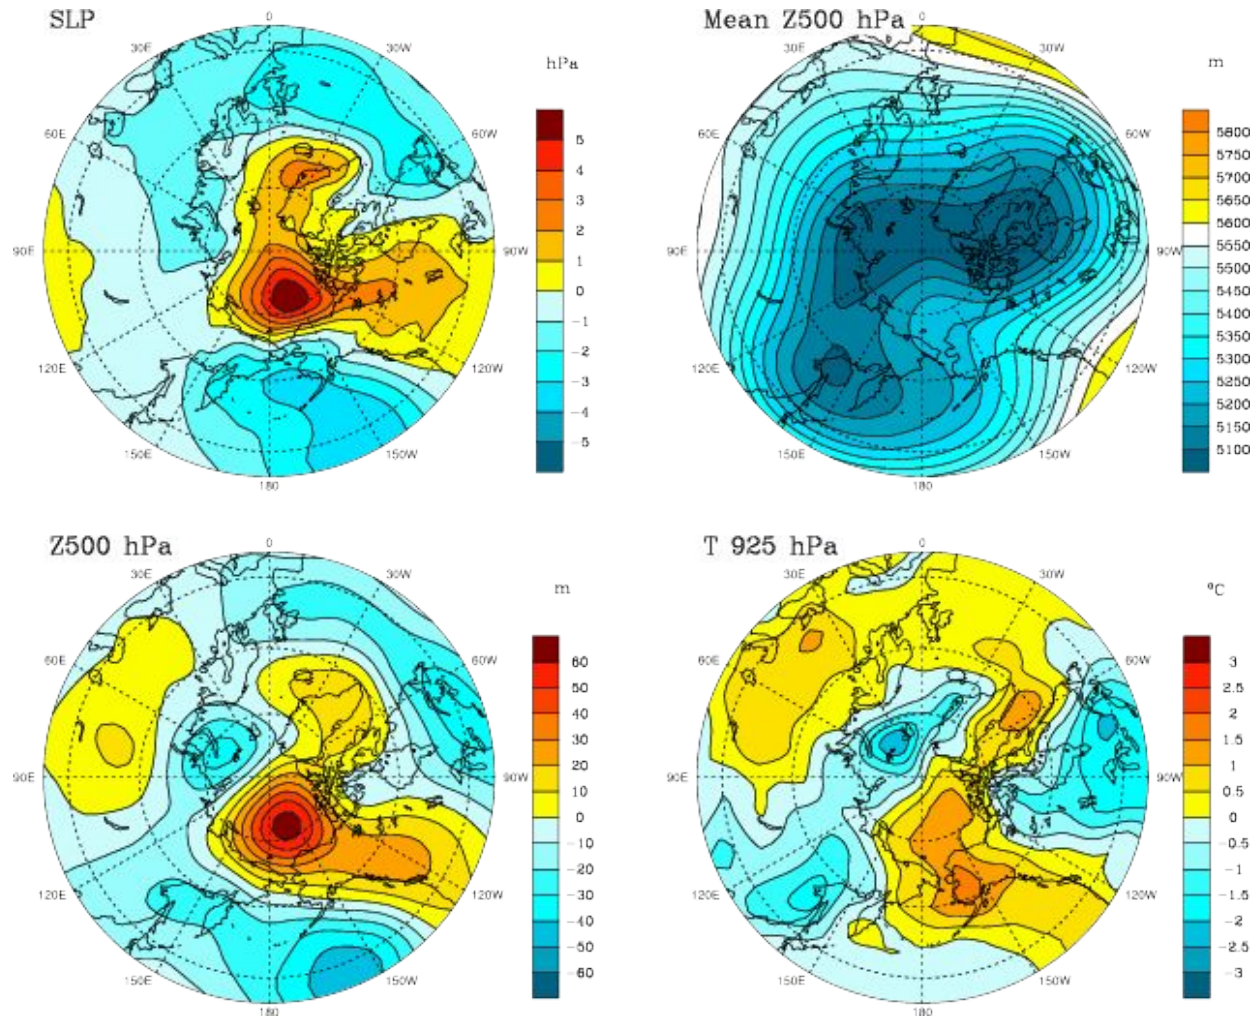 SLP
0
30E
30W
hPa
60E
60W
90E
90W
120E
120W
150E
150W
180
5
4
3
2
1
0
-1
-2
-3
-4
-5
Mean Z500 hPa
0
30E
30W
m
60E
60W
90E
90W
120E
120W
150E
150W
180
5800
5750
5700
5650
5600
5550
5500
5450
5400
5350
5300
5250
5200
5150
5100
Z500 hPa
0
30E
30W
m
60E
60W
90E
90W
120E
120W
150E
150W
180
60
50
40
30
20
10
0
-10
-20
-30
-40
-50
-60
T 925 hPa
0
30E
30W
ºC
60E
60W
90E
90W
120E
120W
150E
150W
180
3
2.5
2
1.5
1
0.5
0
-0.5
-1
-1.5
-2
-2.5
-3